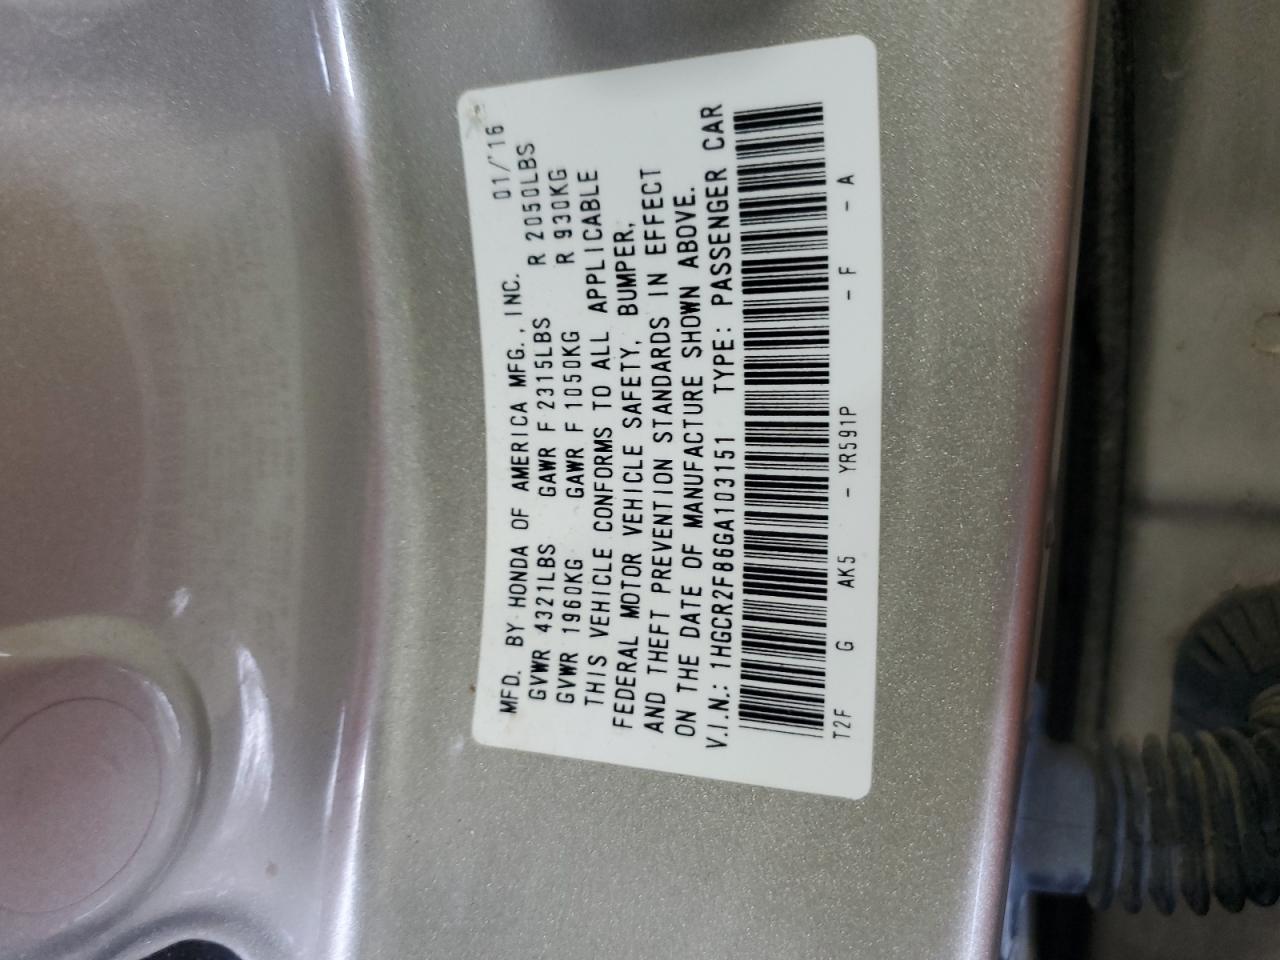 MFD. BY HONDA OF AMERICA MFG., INC. 01/'16
GVWR 4321LBS GAWR F 2315LBS R 2050LBS
GVWR 1960KG GAWR F 1050KG R 930KG
THIS VEHICLE CONFORMS TO ALL APPLICABLE
FEDERAL MOTOR VEHICLE SAFETY, BUMPER,
AND THEFT PREVENTION STANDARDS IN EFFECT
ON THE DATE OF MANUFACTURE SHOWN ABOVE.
V.I.N.: 1HGCR2F86GA103151 TYPE: PASSENGER CAR
T2F G AK5 - YR591P - F - A